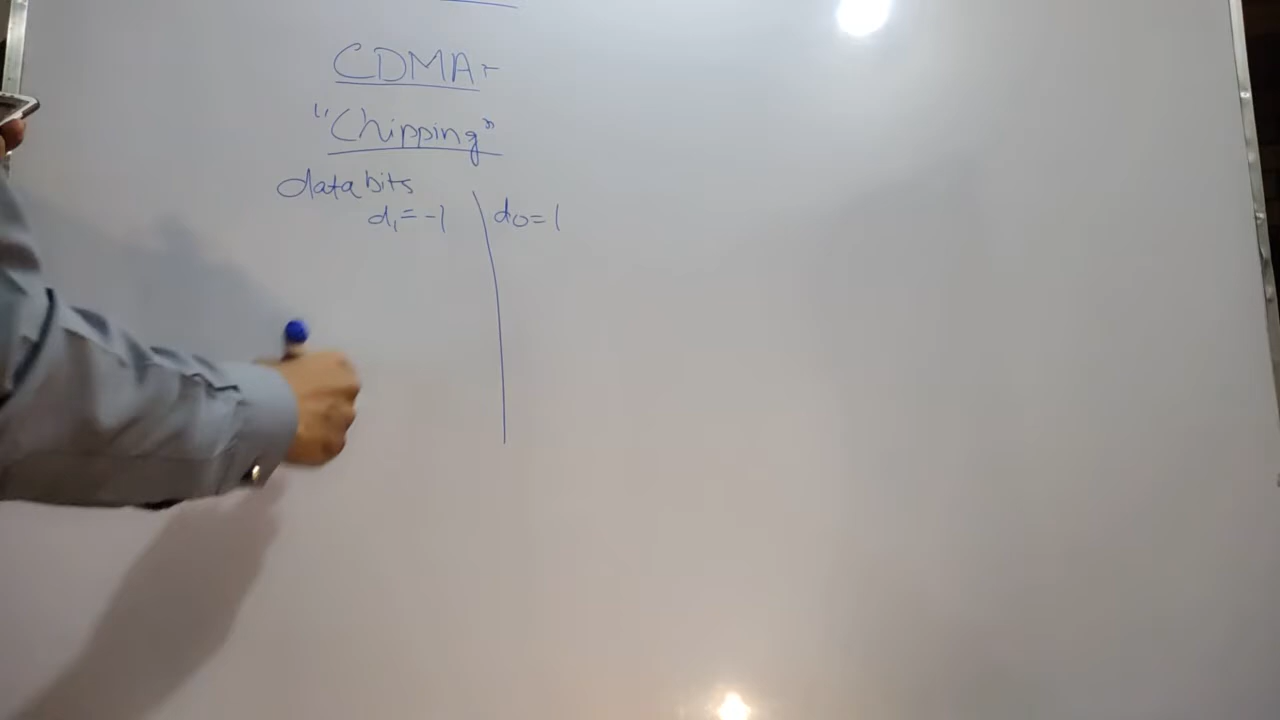 CDMA:-
"Chipping"
data bits
d₁ = -1 | d₀ = 1